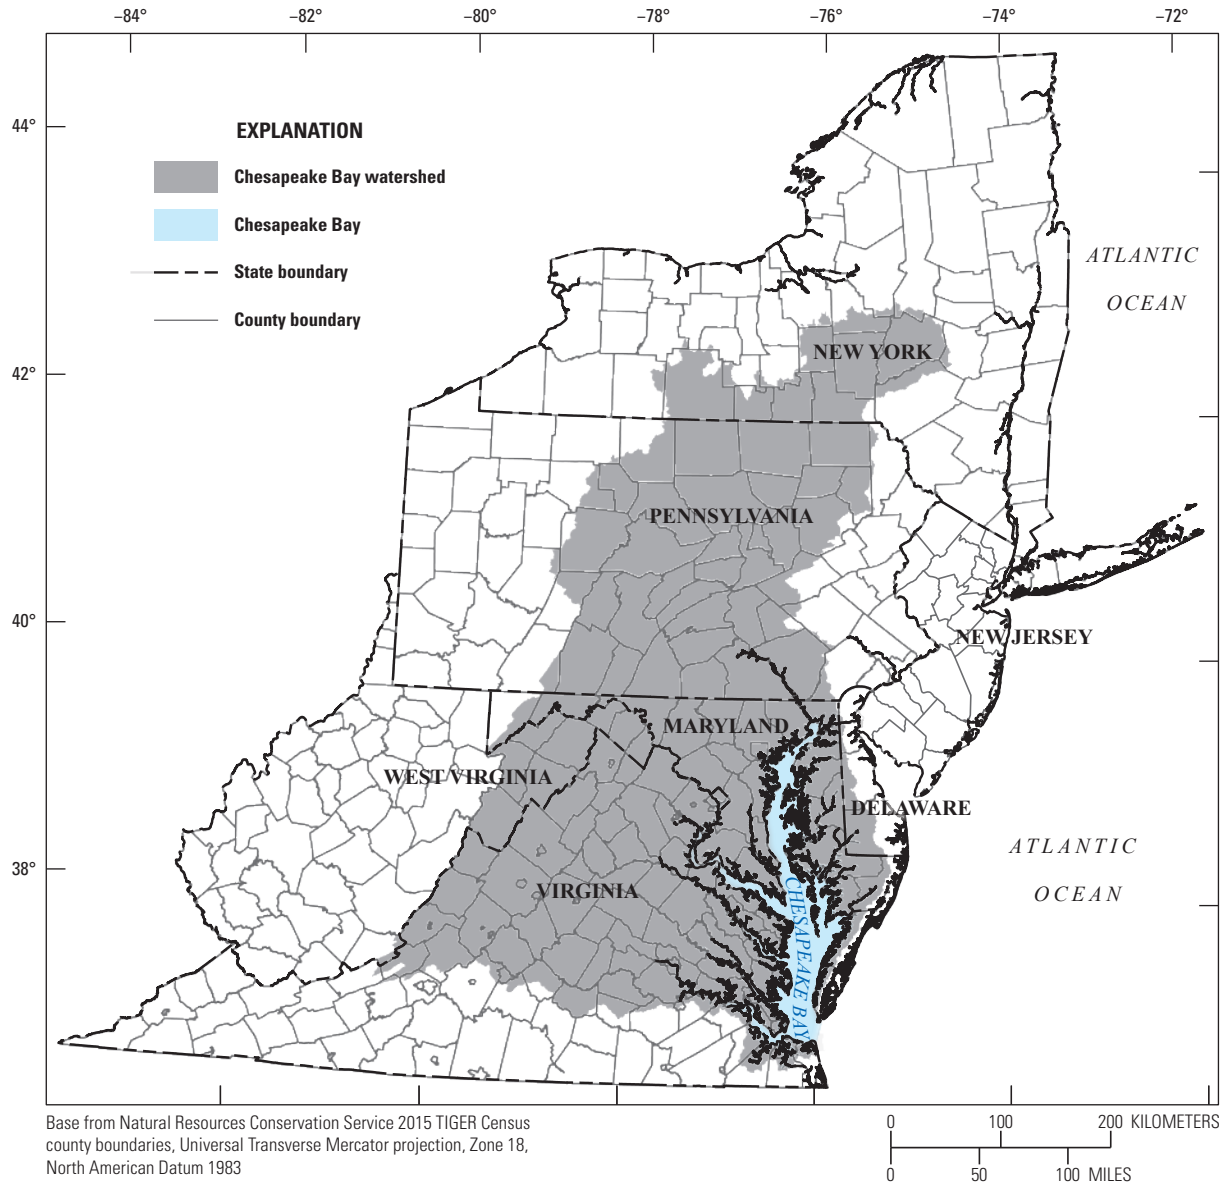 −84° −82° −80° −78° −76° −74° −72°
44°
EXPLANATION
Chesapeake Bay watershed
Chesapeake Bay
State boundary
County boundary
ATLANTIC
OCEAN
NEW YORK
42°
PENNSYLVANIA
40°
NEW JERSEY
MARYLAND
WEST VIRGINIA
DELAWARE
ATLANTIC
OCEAN
38°
VIRGINIA
CHESAPEAKE BAY
Base from Natural Resources Conservation Service 2015 TIGER Census
county boundaries, Universal Transverse Mercator projection, Zone 18,
North American Datum 1983
0 100 200 KILOMETERS
0 50 100 MILES